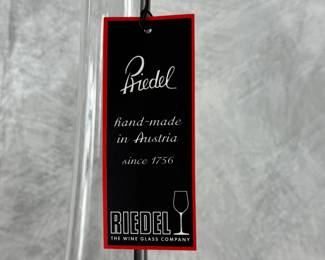 Riedel
hand-made
in Austria
since 1756
RIEDEL
THE WINE GLASS COMPANY